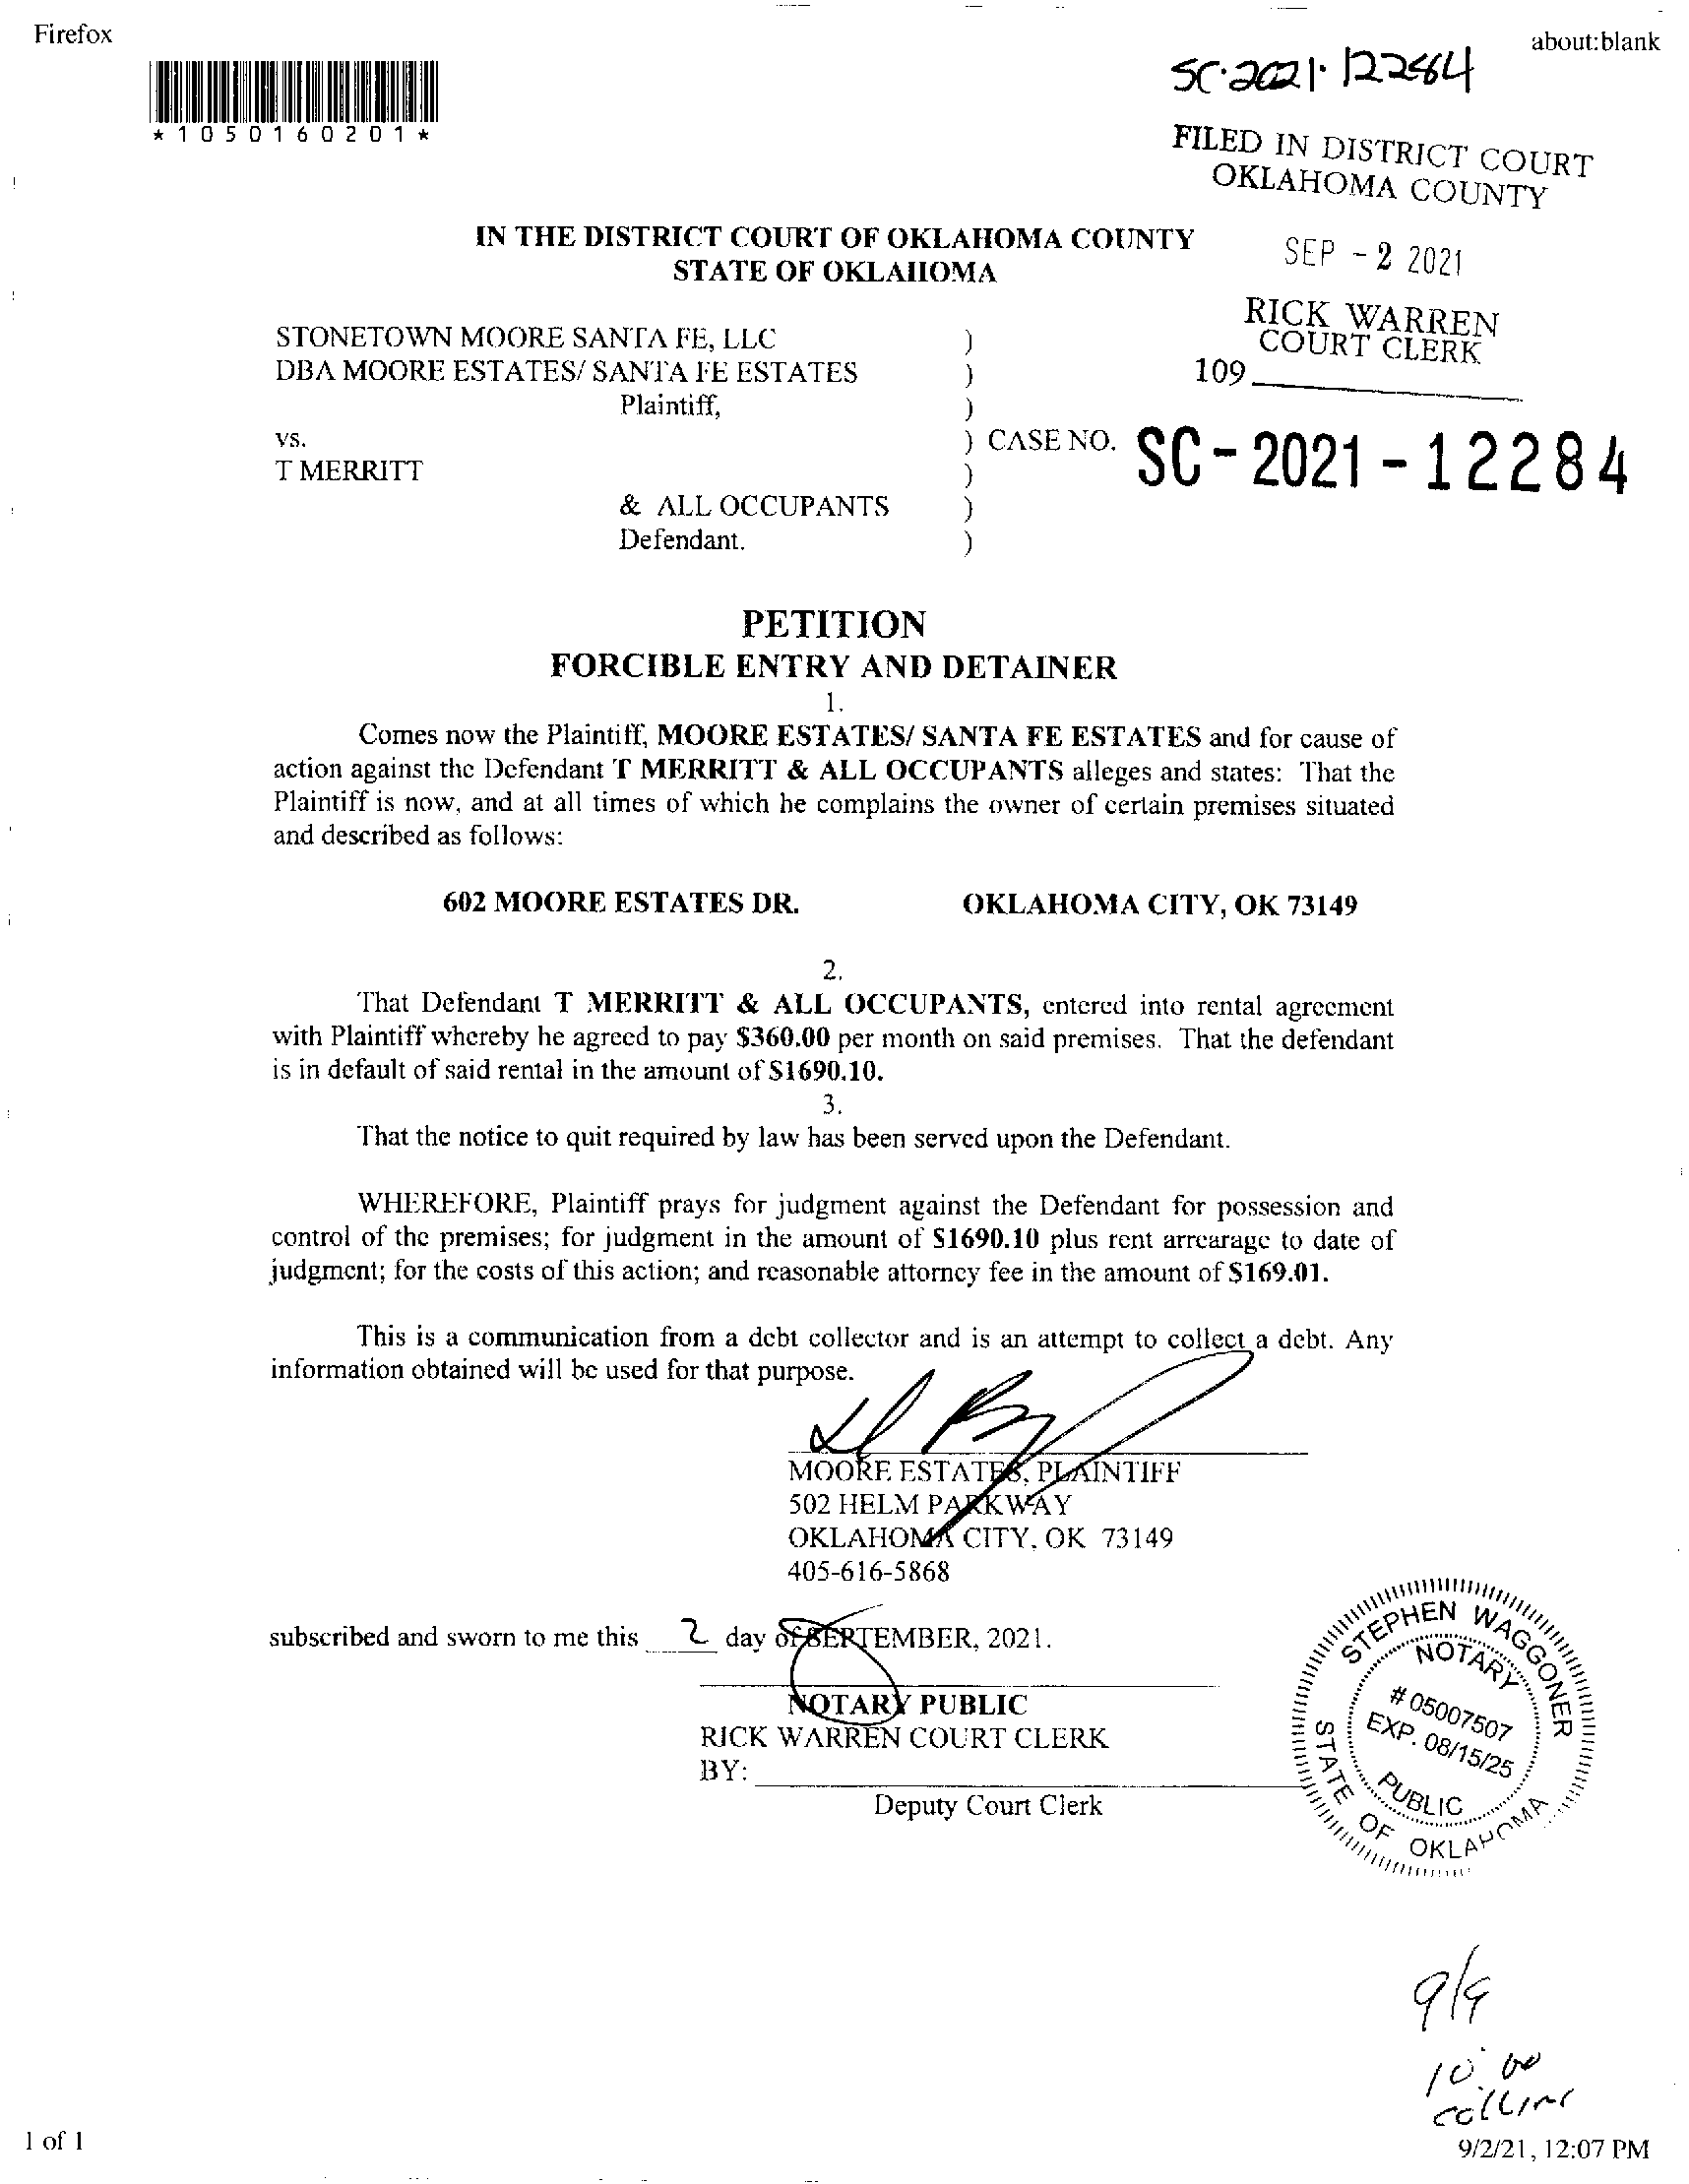 Firefox
about:blank
*1050160201*
SC-2021-12284
FILED IN DISTRICT COURT
OKLAHOMA COUNTY
SEP - 2 2021
RICK WARREN
COURT CLERK
109
IN THE DISTRICT COURT OF OKLAHOMA COUNTY
STATE OF OKLAHOMA
STONETOWN MOORE SANTA FE, LLC )
DBA MOORE ESTATES/ SANTA FE ESTATES )
Plaintiff, )
vs. ) CASE NO. SC-2021-12284
T MERRITT )
& ALL OCCUPANTS )
Defendant. )
PETITION
FORCIBLE ENTRY AND DETAINER
1.
Comes now the Plaintiff, MOORE ESTATES/ SANTA FE ESTATES and for cause of
action against the Defendant T MERRITT & ALL OCCUPANTS alleges and states: That the
Plaintiff is now, and at all times of which he complains the owner of certain premises situated
and described as follows:
602 MOORE ESTATES DR. OKLAHOMA CITY, OK 73149
2.
That Defendant T MERRITT & ALL OCCUPANTS, entered into rental agreement
with Plaintiff whereby he agreed to pay $360.00 per month on said premises. That the defendant
is in default of said rental in the amount of $1690.10.
3.
That the notice to quit required by law has been served upon the Defendant.
WHEREFORE, Plaintiff prays for judgment against the Defendant for possession and
control of the premises; for judgment in the amount of $1690.10 plus rent arrearage to date of
judgment; for the costs of this action; and reasonable attorney fee in the amount of $169.01.
This is a communication from a debt collector and is an attempt to collect a debt. Any
information obtained will be used for that purpose.
MOORE ESTATES, PLAINTIFF
502 HELM PARKWAY
OKLAHOMA CITY, OK 73149
405-616-5868
subscribed and sworn to me this 2 day of SEPTEMBER, 2021.
NOTARY PUBLIC
RICK WARREN COURT CLERK
BY:
Deputy Court Clerk
STEPHEN WAGGONER
NOTARY
# 05007507
EXP. 08/15/25
PUBLIC
STATE OF OKLAHOMA
9/9
10:00
collins
1 of 1
9/2/21, 12:07 PM